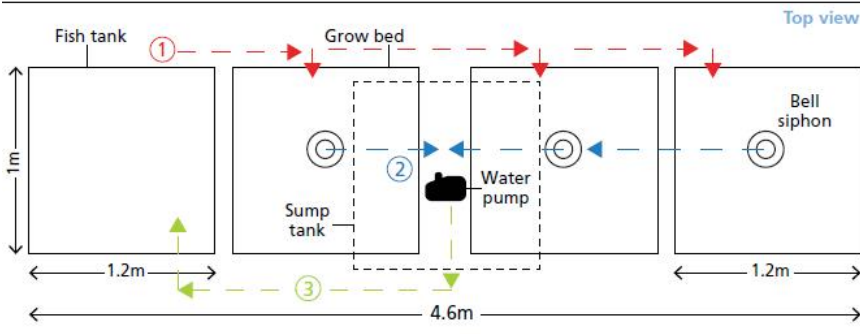 Top view
Fish tank
1
Grow bed
Bell
siphon
1m
2
Water
pump
Sump
tank
1.2m
3
1.2m
4.6m